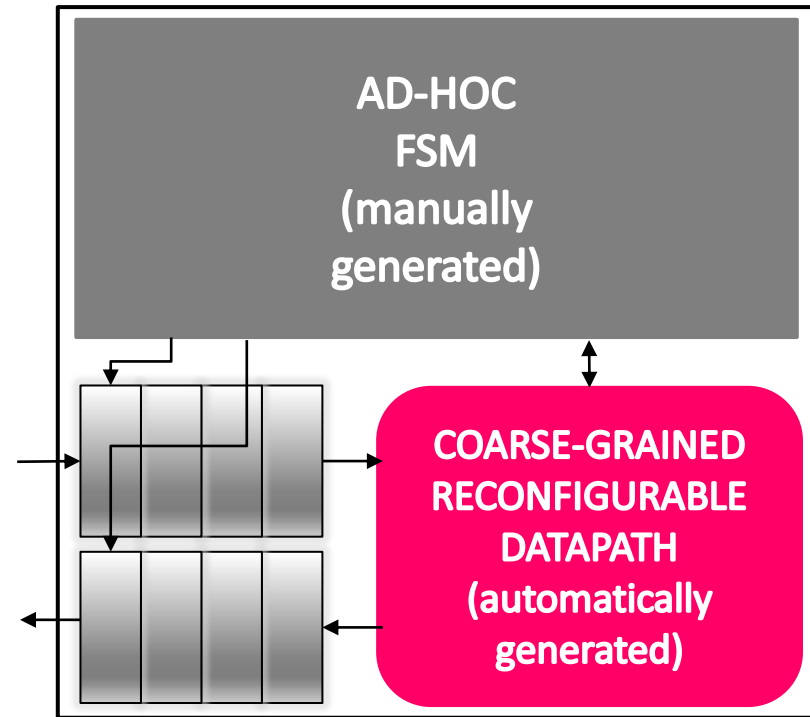 AD-HOC
FSM
(manually
generated)
COARSE-GRAINED
RECONFIGURABLE
DATAPATH
(automatically
generated)